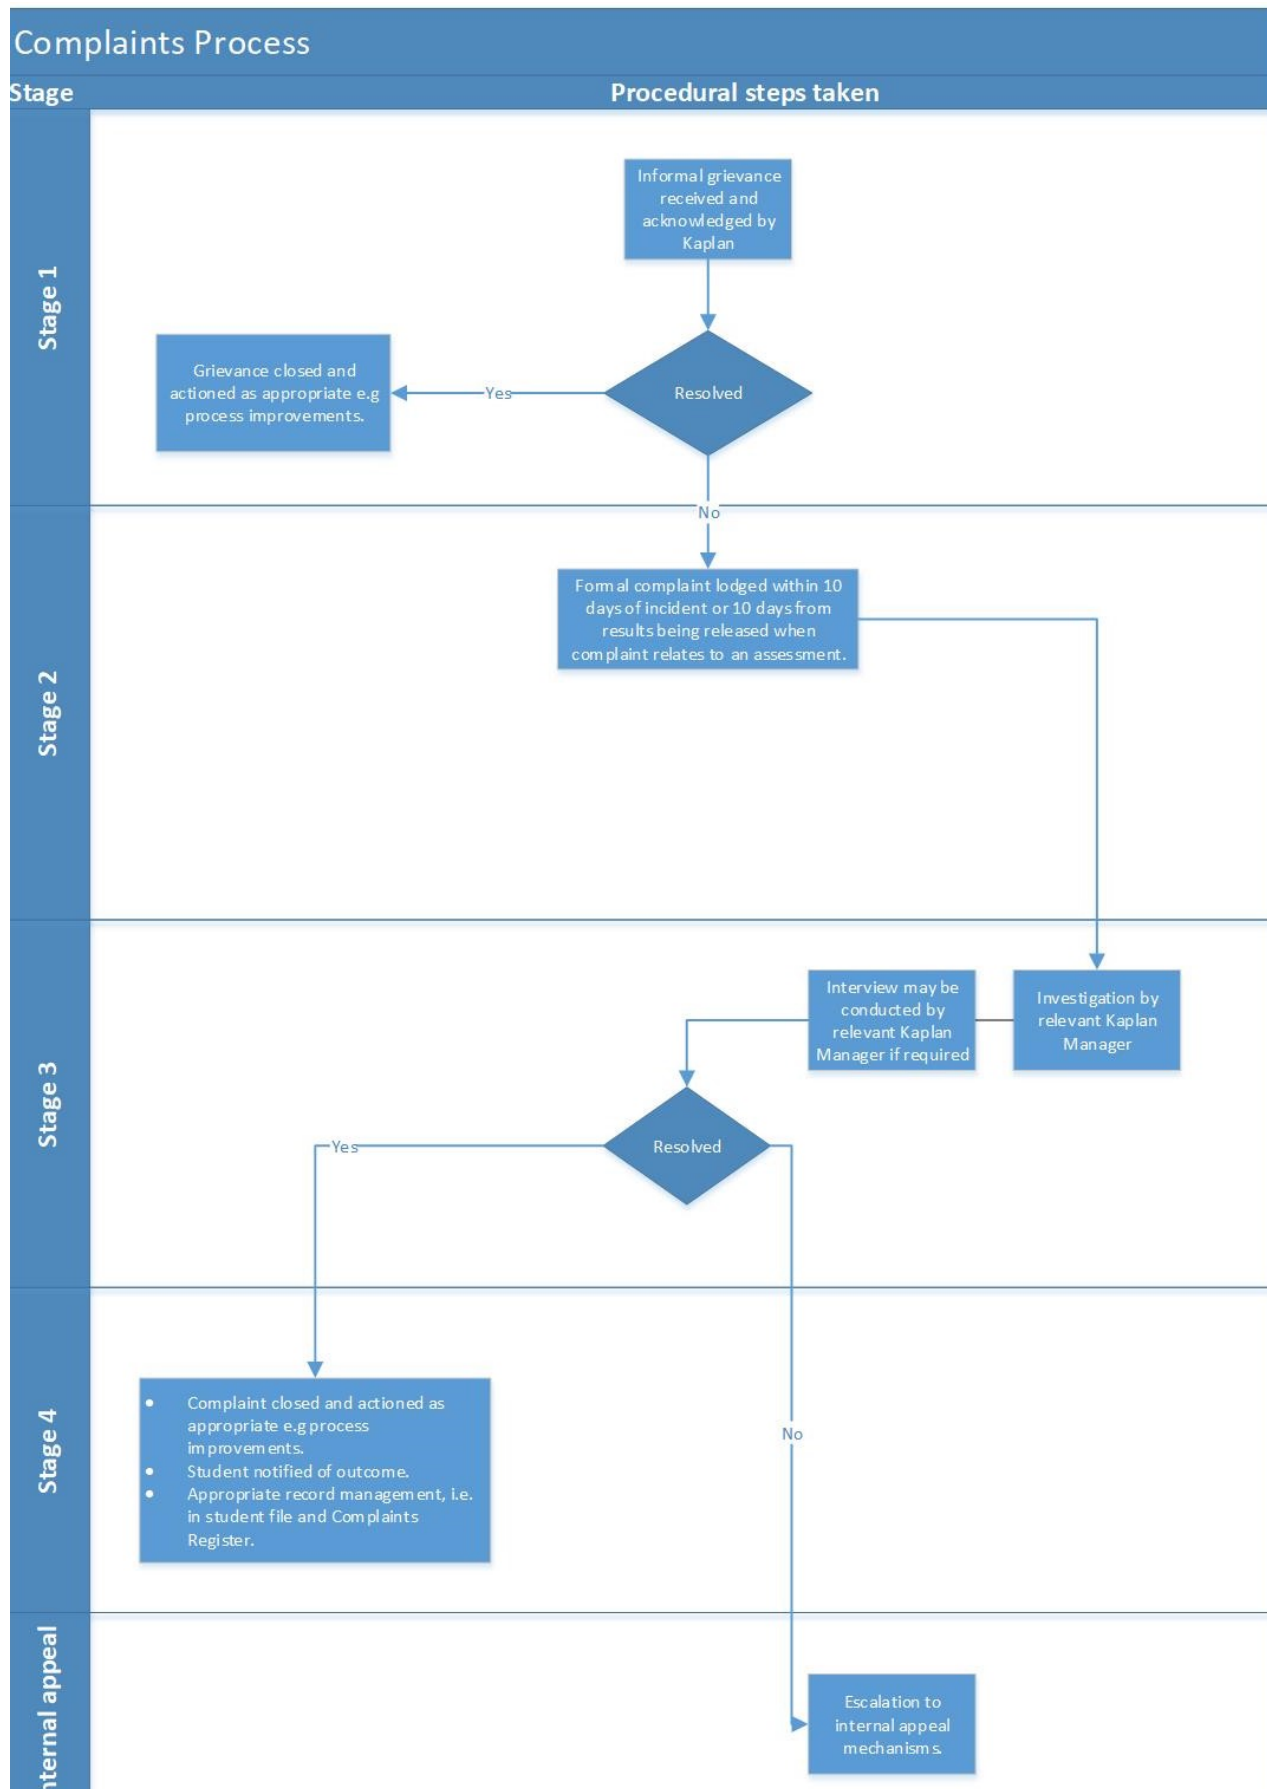 Complaints Process
Stage
Procedural steps taken
Stage 1
Informal grievance
received and
acknowledged by
Kaplan
Resolved
Yes
Grievance closed and
actioned as appropriate e.g
process improvements.
No
Stage 2
Formal complaint lodged within 10
days of incident or 10 days from
results being released when
complaint relates to an assessment.
Stage 3
Investigation by
relevant Kaplan
Manager
Interview may be
conducted by
relevant Kaplan
Manager if required
Resolved
Yes
No
Stage 4
• Complaint closed and actioned as
appropriate e.g process
improvements.
• Student notified of outcome.
• Appropriate record management, i.e.
in student file and Complaints
Register.
nternal appeal
Escalation to
internal appeal
mechanisms.